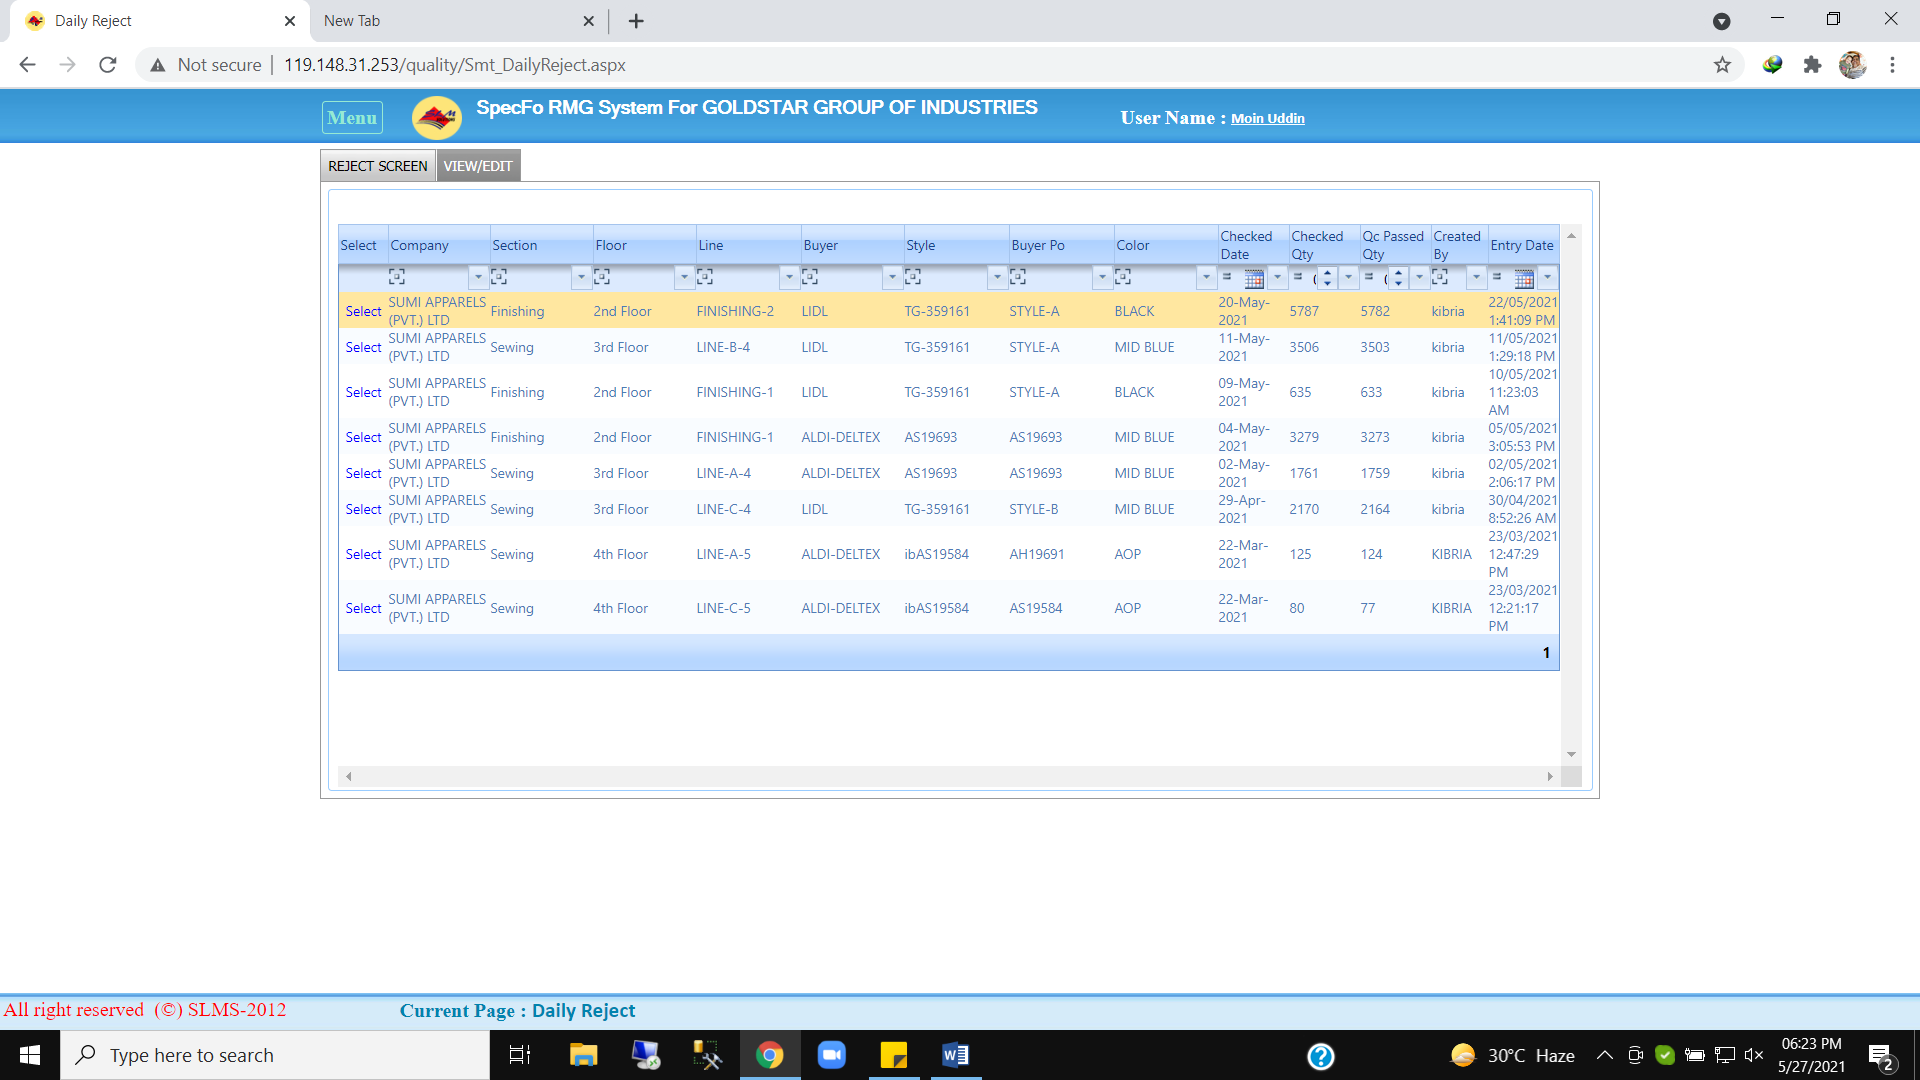 Daily Reject
New Tab
Not secure
119.148.31.253/quality/Smt_DailyReject.aspx
Menu
SpecFo RMG System For GOLDSTAR GROUP OF INDUSTRIES
User Name : Moin Uddin
REJECT SCREEN VIEW/EDIT
Select Company Section Floor Line Buyer Style Buyer Po Color Checked Date Checked Qty Qc Passed Qty Created By Entry Date
Select SUMI APPARELS (PVT.) LTD Finishing 2nd Floor FINISHING-2 LIDL TG-359161 STYLE-A BLACK 20-May-2021 5787 5782 kibria 22/05/2021 1:41:09 PM
Select SUMI APPARELS (PVT.) LTD Sewing 3rd Floor LINE-B-4 LIDL TG-359161 STYLE-A MID BLUE 11-May-2021 3506 3503 kibria 11/05/2021 1:29:18 PM
Select SUMI APPARELS (PVT.) LTD Finishing 2nd Floor FINISHING-1 LIDL TG-359161 STYLE-A BLACK 09-May-2021 635 633 kibria 10/05/2021 11:23:03 AM
Select SUMI APPARELS (PVT.) LTD Finishing 2nd Floor FINISHING-1 ALDI-DELTEX AS19693 AS19693 MID BLUE 04-May-2021 3279 3273 kibria 05/05/2021 3:05:53 PM
Select SUMI APPARELS (PVT.) LTD Sewing 3rd Floor LINE-A-4 ALDI-DELTEX AS19693 AS19693 MID BLUE 02-May-2021 1761 1759 kibria 02/05/2021 2:06:17 PM
Select SUMI APPARELS (PVT.) LTD Sewing 3rd Floor LINE-C-4 LIDL TG-359161 STYLE-B MID BLUE 29-Apr-2021 2170 2164 kibria 30/04/2021 8:52:26 AM
Select SUMI APPARELS (PVT.) LTD Sewing 4th Floor LINE-A-5 ALDI-DELTEX ibAS19584 AH19691 AOP 22-Mar-2021 125 124 KIBRIA 23/03/2021 12:47:29 PM
Select SUMI APPARELS (PVT.) LTD Sewing 4th Floor LINE-C-5 ALDI-DELTEX ibAS19584 AS19584 AOP 22-Mar-2021 80 77 KIBRIA 23/03/2021 12:21:17 PM
1
All right reserved (©) SLMS-2012
Current Page : Daily Reject
Type here to search
30°C Haze
06:23 PM
5/27/2021
2